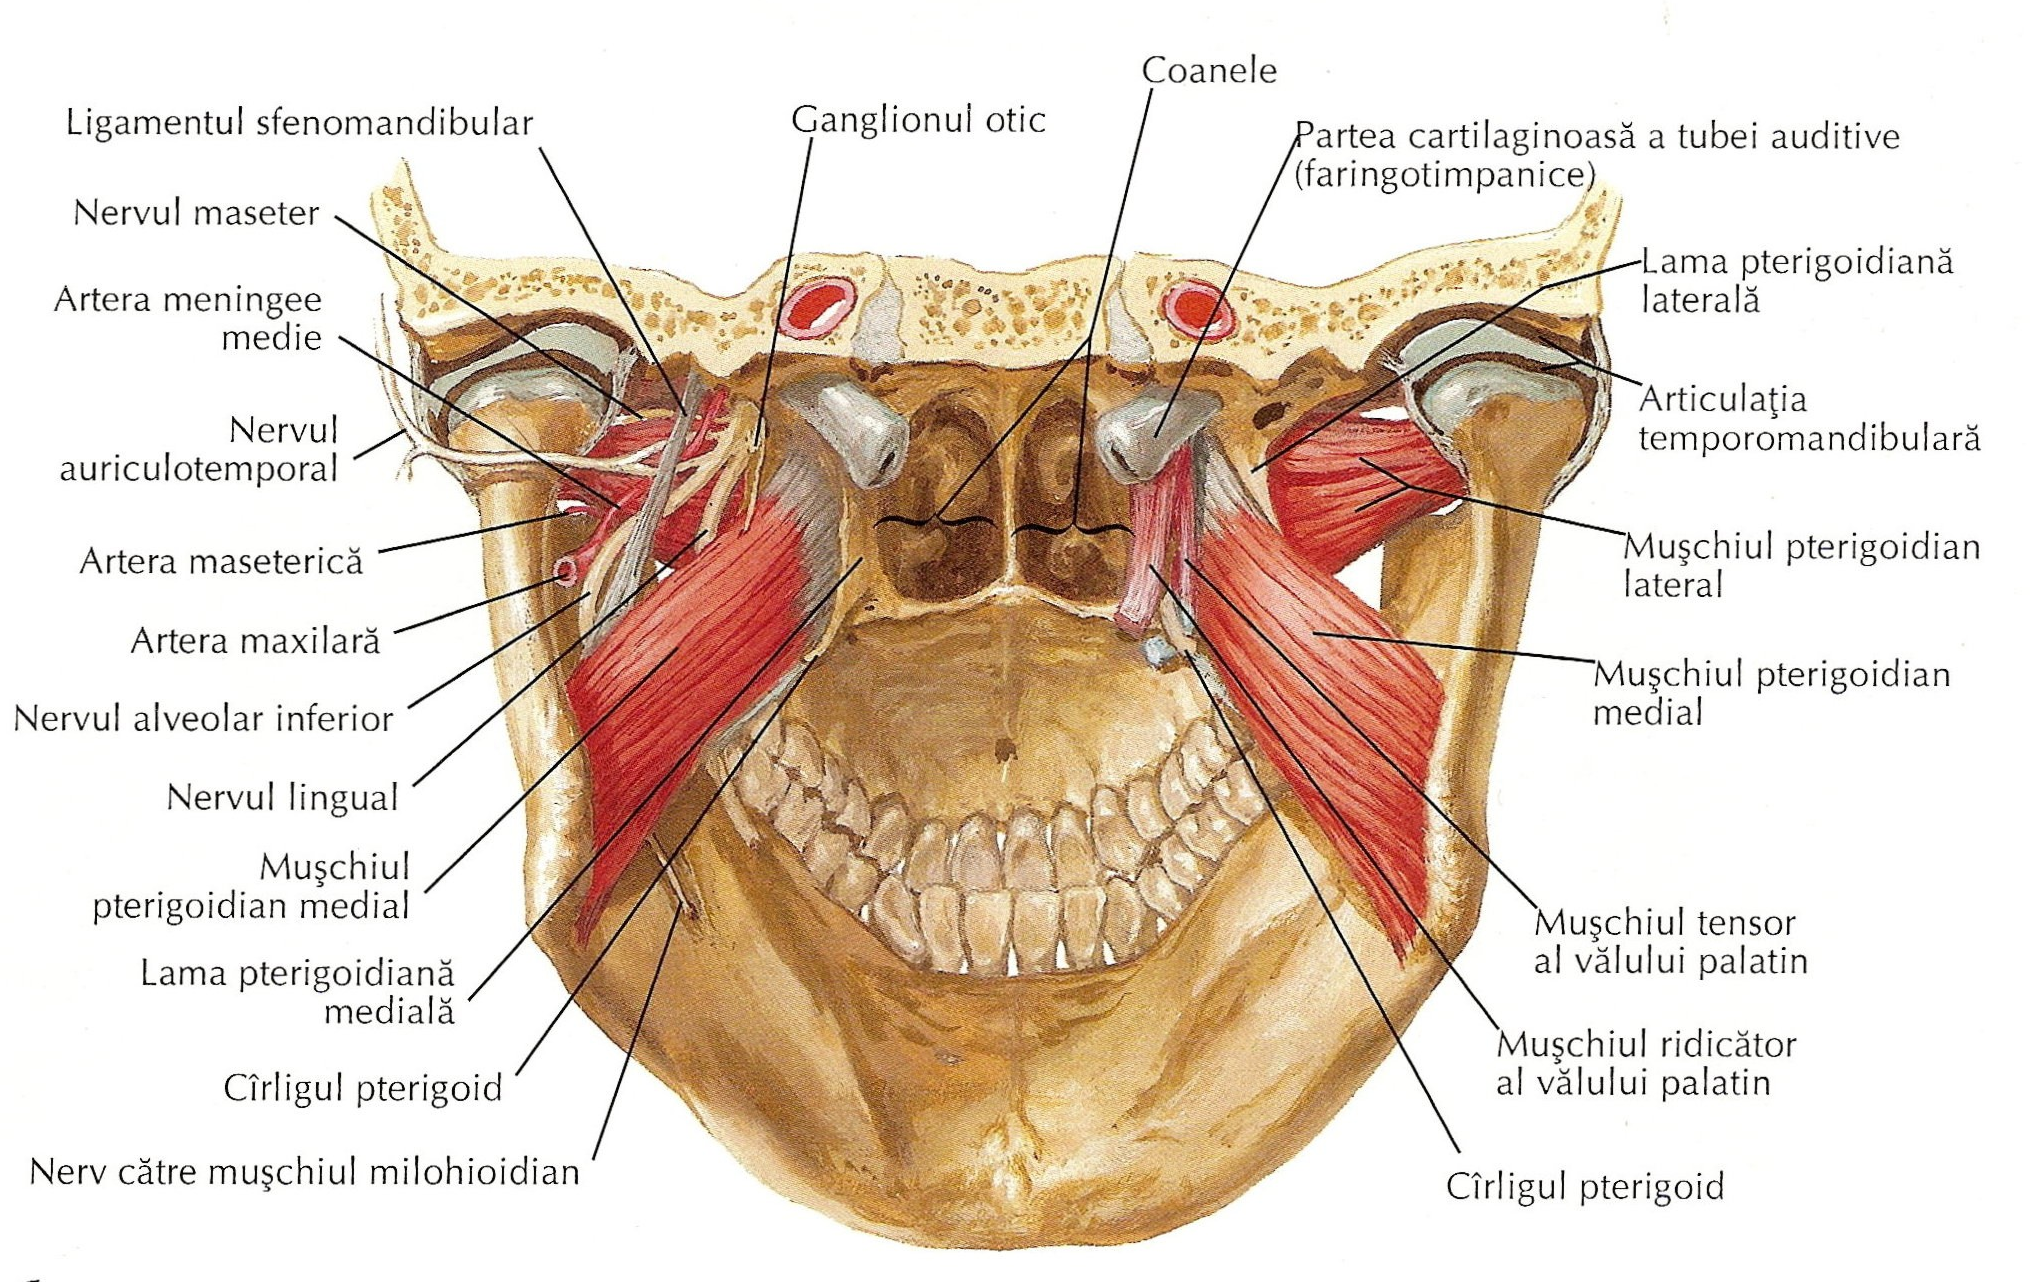 Coanele
Ligamentul sfenomandibular
Ganglionul otic
Partea cartilaginoasă a tubei auditive
(faringotimpanice)
Nervul maseter
Lama pterigoidiană
laterală
Artera meningee
medie
Articulaţia
temporomandibulară
Nervul
auriculotemporal
Muşchiul pterigoidian
lateral
Artera maseterică
Artera maxilară
Muşchiul pterigoidian
medial
Nervul alveolar inferior
Nervul lingual
Muşchiul
pterigoidian medial
Muşchiul tensor
al vălului palatin
Lama pterigoidiană
medială
Muşchiul ridicător
al vălului palatin
Cîrligul pterigoid
Nerv către muşchiul milohioidian
Cîrligul pterigoid